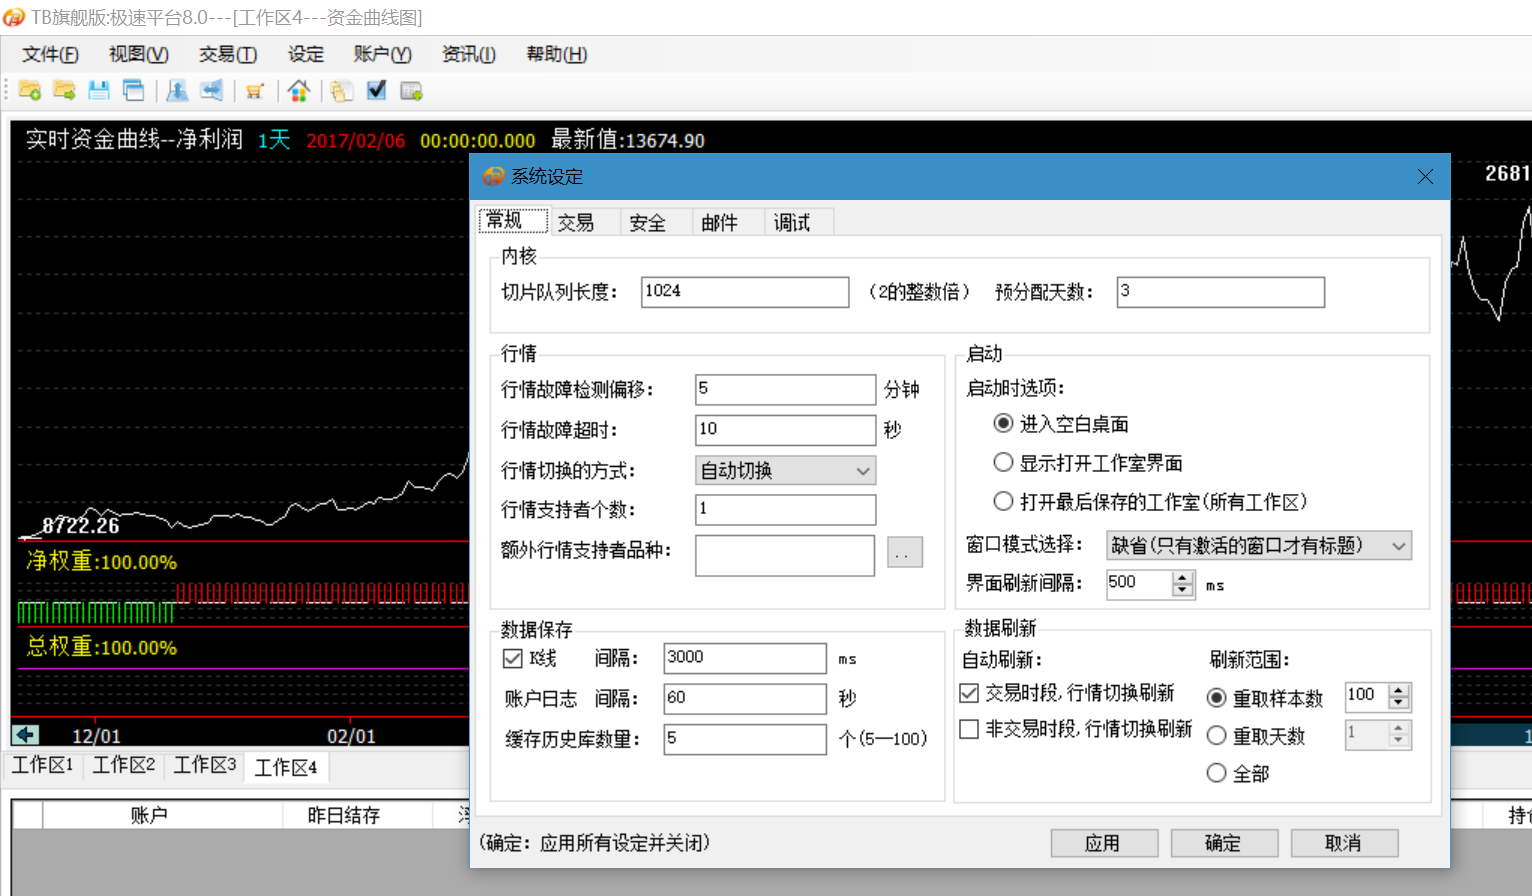 TB旗舰版:极速平台8.0---[工作区4---资金曲线图]
文件(F) 视图(V) 交易(T) 设定 账户(Y) 资讯(I) 帮助(H)
实时资金曲线--净利润 1天 2017/02/06 00:00:00.000 最新值:13674.90
2681
系统设定
常规 交易 安全 邮件 调试
内核
切片队列长度: 1024 (2的整数倍) 预分配天数: 3
行情
行情故障检测偏移: 5 分钟
行情故障超时: 10 秒
行情切换的方式: 自动切换
行情支持者个数: 1
额外行情支持者品种: ..
启动
启动时选项:
进入空白桌面
显示打开工作室界面
打开最后保存的工作室(所有工作区)
窗口模式选择: 缺省(只有激活的窗口才有标题)
界面刷新间隔: 500 ms
数据保存
K线 间隔: 3000 ms
账户日志 间隔: 60 秒
缓存历史库数量: 5 个(5—100)
数据刷新
自动刷新: 刷新范围:
交易时段,行情切换刷新 重取样本数 100
非交易时段,行情切换刷新 重取天数 1
全部
(确定: 应用所有设定并关闭) 应用 确定 取消
8722.26
净权重:100.00%
总权重:100.00%
12/01 02/01 1
工作区1 工作区2 工作区3 工作区4
账户 昨日结存 持